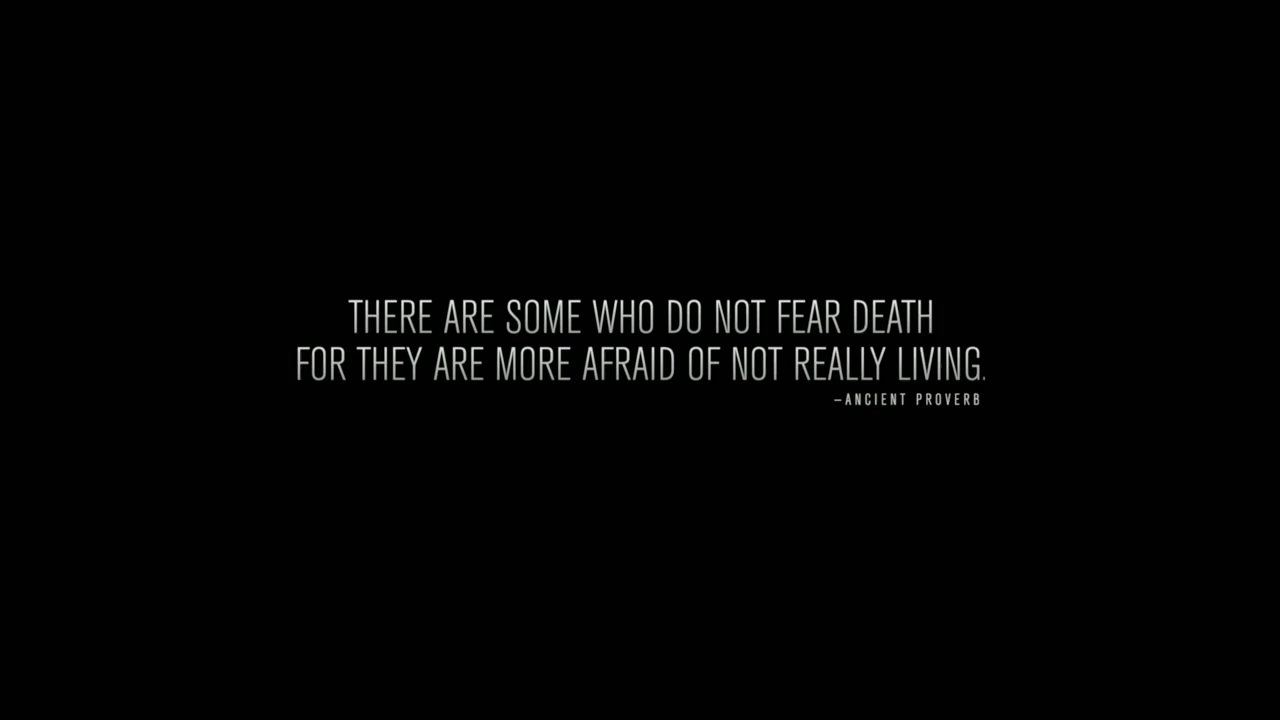 THERE ARE SOME WHO DO NOT FEAR DEATH
FOR THEY ARE MORE AFRAID OF NOT REALLY LIVING.
–ANCIENT PROVERB